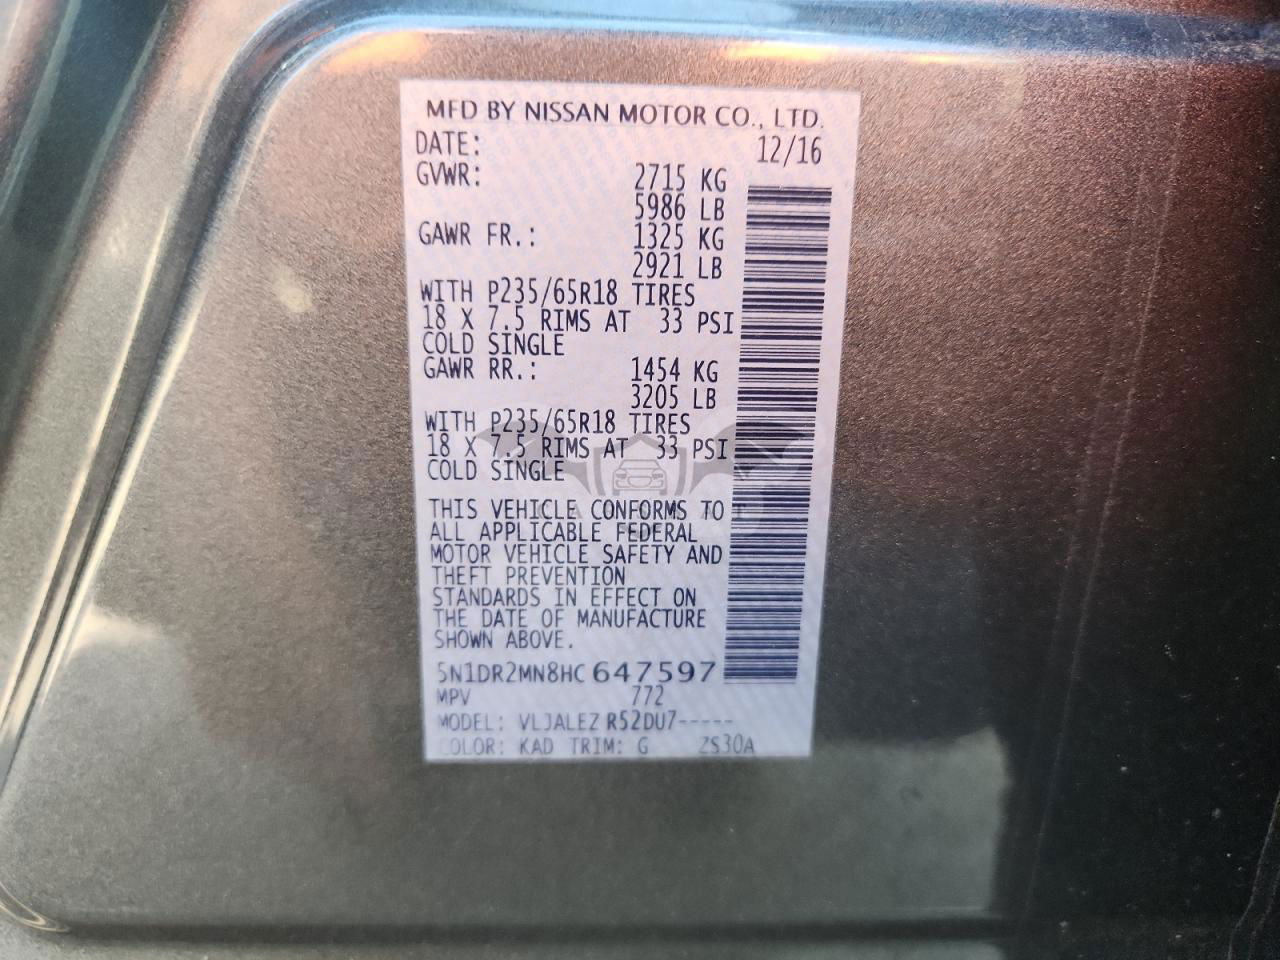 MFD BY NISSAN MOTOR CO., LTD.
DATE: 12/16
GVWR: 2715 KG
5986 LB
GAWR FR.: 1325 KG
2921 LB
WITH P235/65R18 TIRES
18 X 7.5 RIMS AT 33 PSI
COLD SINGLE
GAWR RR.: 1454 KG
3205 LB
WITH P235/65R18 TIRES
18 X 7.5 RIMS AT 33 PSI
COLD SINGLE
THIS VEHICLE CONFORMS TO
ALL APPLICABLE FEDERAL
MOTOR VEHICLE SAFETY AND
THEFT PREVENTION
STANDARDS IN EFFECT ON
THE DATE OF MANUFACTURE
SHOWN ABOVE.
5N1DR2MN8HC647597
MPV 772
MODEL: VLJALEZ R52DU7-----
COLOR: KAD TRIM: G ZS30A